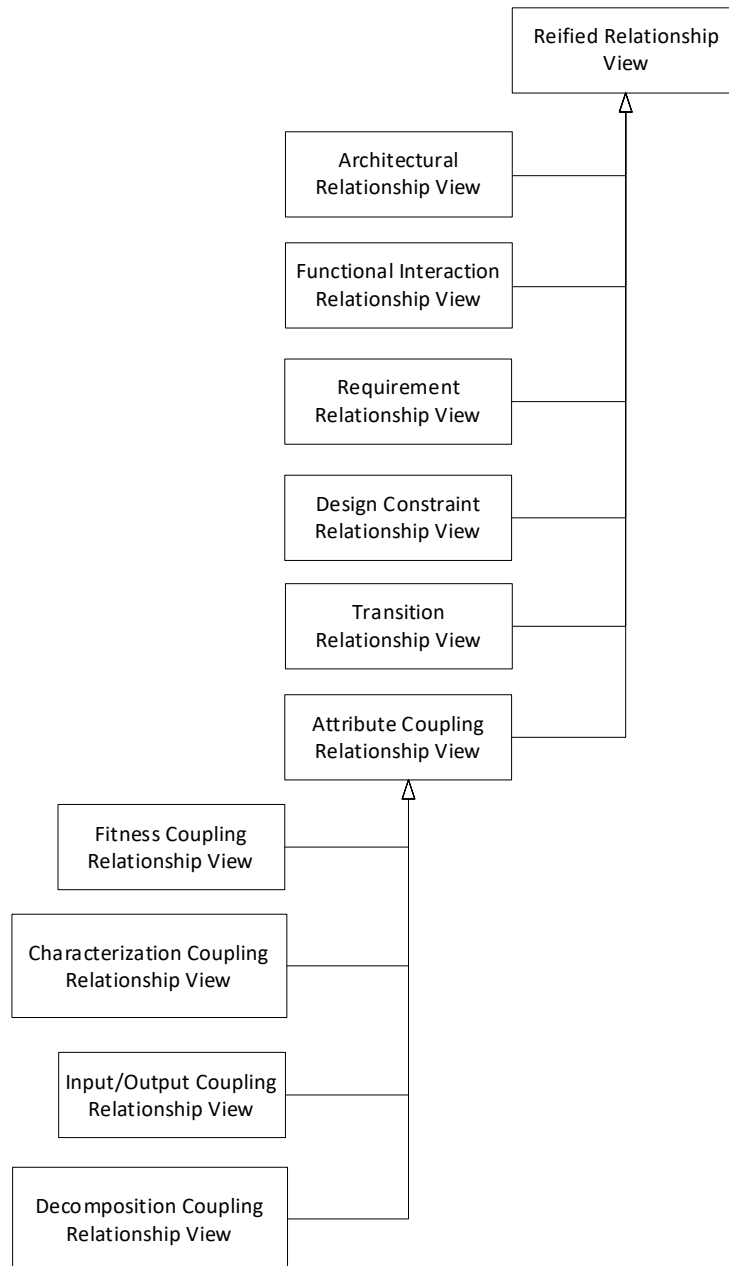 Reified Relationship
View
Architectural
Relationship View
Functional Interaction
Relationship View
Requirement
Relationship View
Design Constraint
Relationship View
Transition
Relationship View
Attribute Coupling
Relationship View
Fitness Coupling
Relationship View
Characterization Coupling
Relationship View
Input/Output Coupling
Relationship View
Decomposition Coupling
Relationship View